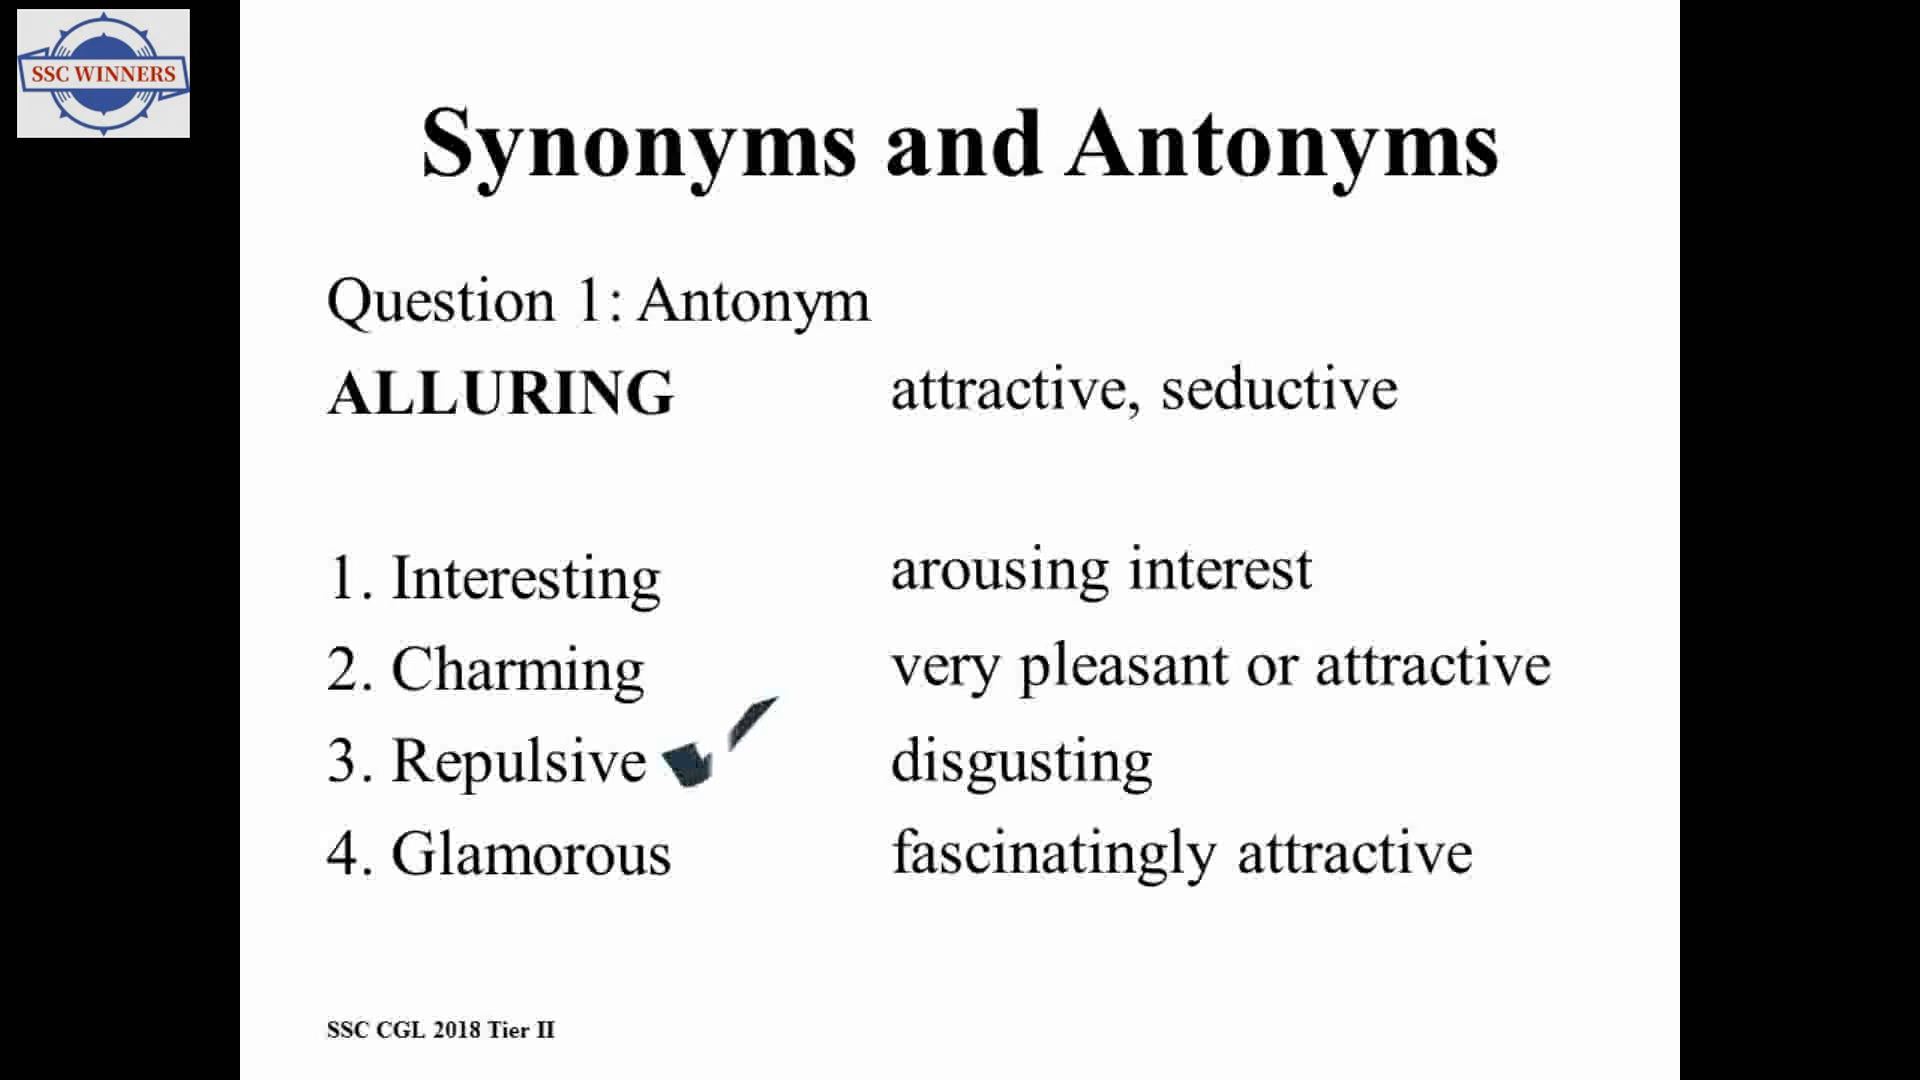 SSC WINNERS
Synonyms and Antonyms
Question 1: Antonym
ALLURING attractive, seductive
1. Interesting arousing interest
2. Charming very pleasant or attractive
3. Repulsive disgusting
4. Glamorous fascinatingly attractive
SSC CGL 2018 Tier II